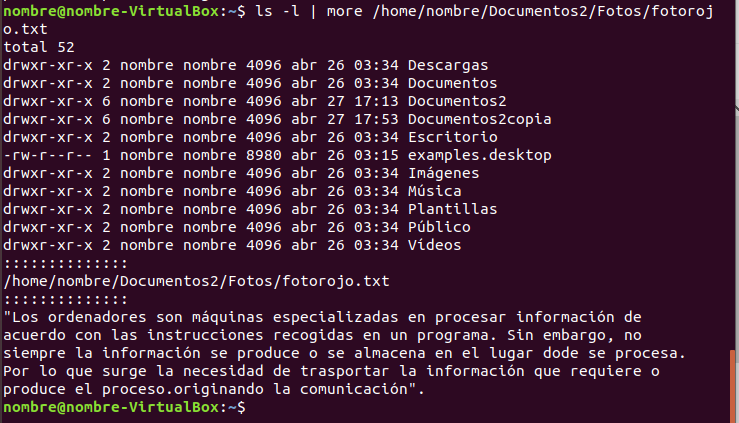 nombre@nombre-VirtualBox:~$ ls -l | more /home/nombre/Documentos2/Fotos/fotoroj
o.txt
total 52
drwxr-xr-x 2 nombre nombre 4096 abr 26 03:34 Descargas
drwxr-xr-x 2 nombre nombre 4096 abr 26 03:34 Documentos
drwxr-xr-x 6 nombre nombre 4096 abr 27 17:13 Documentos2
drwxr-xr-x 6 nombre nombre 4096 abr 27 17:53 Documentos2copia
drwxr-xr-x 2 nombre nombre 4096 abr 26 03:34 Escritorio
-rw-r--r-- 1 nombre nombre 8980 abr 26 03:15 examples.desktop
drwxr-xr-x 2 nombre nombre 4096 abr 26 03:34 Imágenes
drwxr-xr-x 2 nombre nombre 4096 abr 26 03:34 Música
drwxr-xr-x 2 nombre nombre 4096 abr 26 03:34 Plantillas
drwxr-xr-x 2 nombre nombre 4096 abr 26 03:34 Público
drwxr-xr-x 2 nombre nombre 4096 abr 26 03:34 Vídeos
::::::::::::::
/home/nombre/Documentos2/Fotos/fotorojo.txt
::::::::::::::
"Los ordenadores son máquinas especializadas en procesar información de
acuerdo con las instrucciones recogidas en un programa. Sin embargo, no
siempre la información se produce o se almacena en el lugar dode se procesa.
Por lo que surge la necesidad de trasportar la información que requiere o
produce el proceso.originando la comunicación".
nombre@nombre-VirtualBox:~$